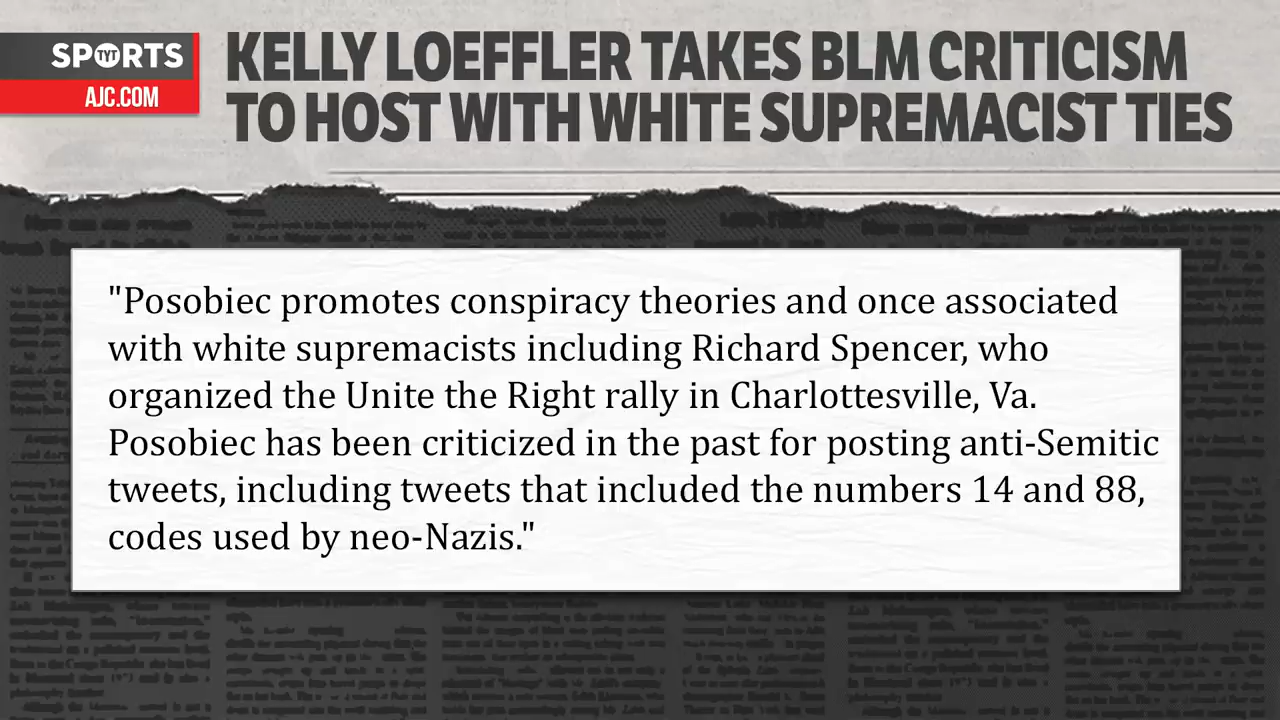 SPORTS
TYT
AJC.COM
KELLY LOEFFLER TAKES BLM CRITICISM
TO HOST WITH WHITE SUPREMACIST TIES
"Posobiec promotes conspiracy theories and once associated
with white supremacists including Richard Spencer, who
organized the Unite the Right rally in Charlottesville, Va.
Posobiec has been criticized in the past for posting anti-Semitic
tweets, including tweets that included the numbers 14 and 88,
codes used by neo-Nazis."